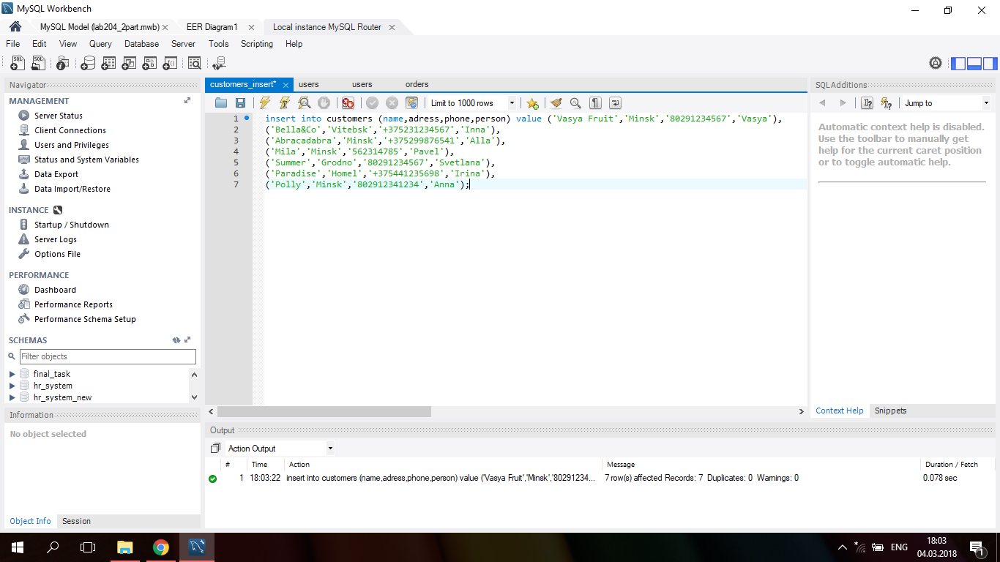 MySQL Workbench
MySQL Model (lab204_2part.mwb) EER Diagram1 Local instance MySQL Router
File Edit View Query Database Server Tools Scripting Help
Navigator
MANAGEMENT
Server Status
Client Connections
Users and Privileges
Status and System Variables
Data Export
Data Import/Restore
INSTANCE
Startup / Shutdown
Server Logs
Options File
PERFORMANCE
Dashboard
Performance Reports
Performance Schema Setup
SCHEMAS
Filter objects
final_task
hr_system
hr_system_new
Information
No object selected
Object Info Session
customers_insert* users users orders
Limit to 1000 rows
1 insert into customers (name,adress,phone,person) value ('Vasya Fruit','Minsk','80291234567','Vasya'),
2 ('Bella&Co','Vitebsk','+375231234567','Inna'),
3 ('Abracadabra','Minsk','+375299876541','Alla'),
4 ('Mila','Minsk','562314785','Pavel'),
5 ('Summer','Grodno','80291234567','Svetlana'),
6 ('Paradise','Homel','+375441235698','Irina'),
7 ('Polly','Minsk','802912341234','Anna');
SQLAdditions
Jump to
Automatic context help is disabled.
Use the toolbar to manually get
help for the current caret position
or to toggle automatic help.
Context Help Snippets
Output
Action Output
# Time Action Message Duration / Fetch
1 18:03:22 insert into customers (name,adress,phone,person) value ('Vasya Fruit','Minsk','80291234... 7 row(s) affected Records: 7 Duplicates: 0 Warnings: 0 0.078 sec
ENG
18:03
04.03.2018
1